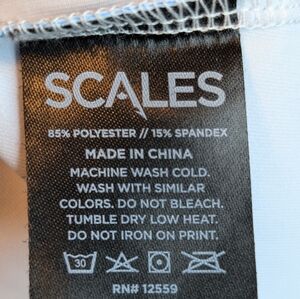 SCALES
85% POLYESTER // 15% SPANDEX
MADE IN CHINA
MACHINE WASH COLD.
WASH WITH SIMILAR
COLORS. DO NOT BLEACH.
TUMBLE DRY LOW HEAT.
DO NOT IRON ON PRINT.
30
RN# 12559